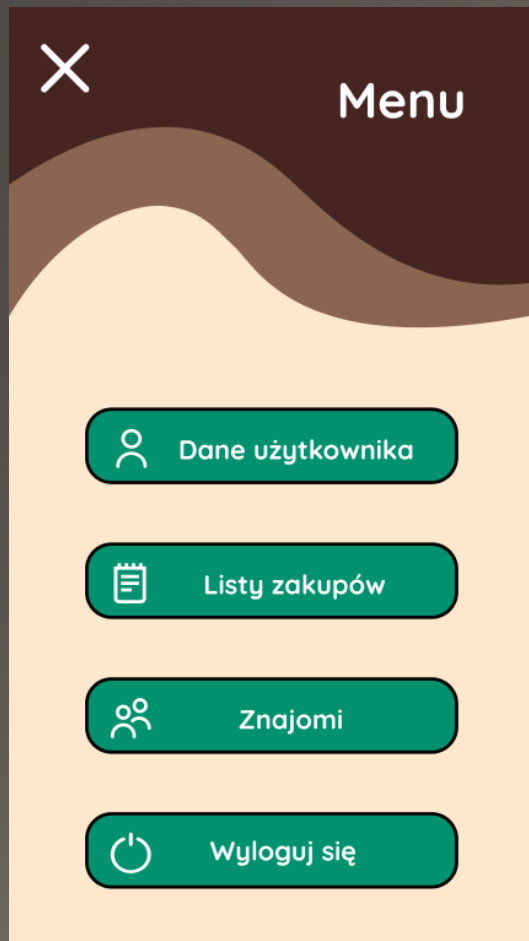 Menu
Dane użytkownika
Listy zakupów
Znajomi
Wyloguj się